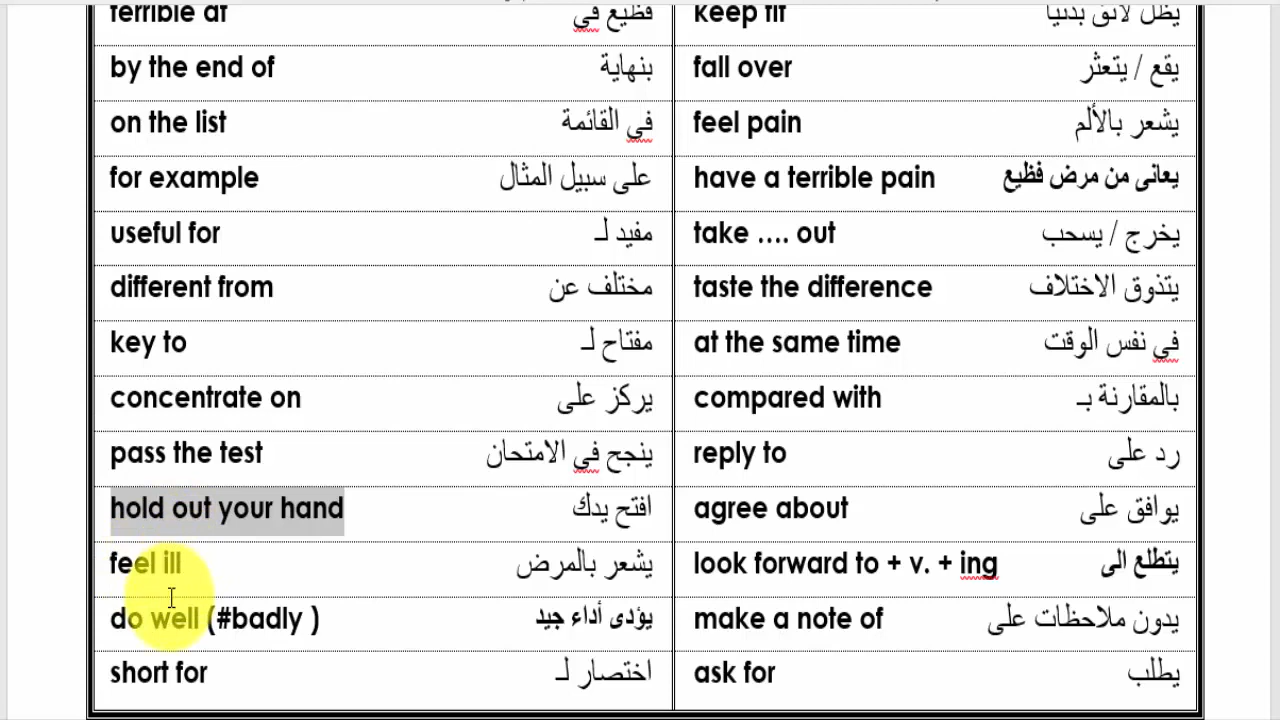 terrible at فظيع في keep fit يظل لائق بدنيا
by the end of بنهاية fall over يقع / يتعثر
on the list في القائمة feel pain يشعر بالألم
for example على سبيل المثال have a terrible pain يعانى من مرض فظيع
useful for مفيد لـ take .... out يخرج / يسحب
different from مختلف عن taste the difference يتذوق الاختلاف
key to مفتاح لـ at the same time في نفس الوقت
concentrate on يركز على compared with بالمقارنة بـ
pass the test ينجح في الامتحان reply to رد على
hold out your hand افتح يدك agree about يوافق على
feel ill يشعر بالمرض look forward to + v. + ing يتطلع الى
do well (#badly ) يؤدى أداء جيد make a note of يدون ملاحظات على
short for اختصار لـ ask for يطلب